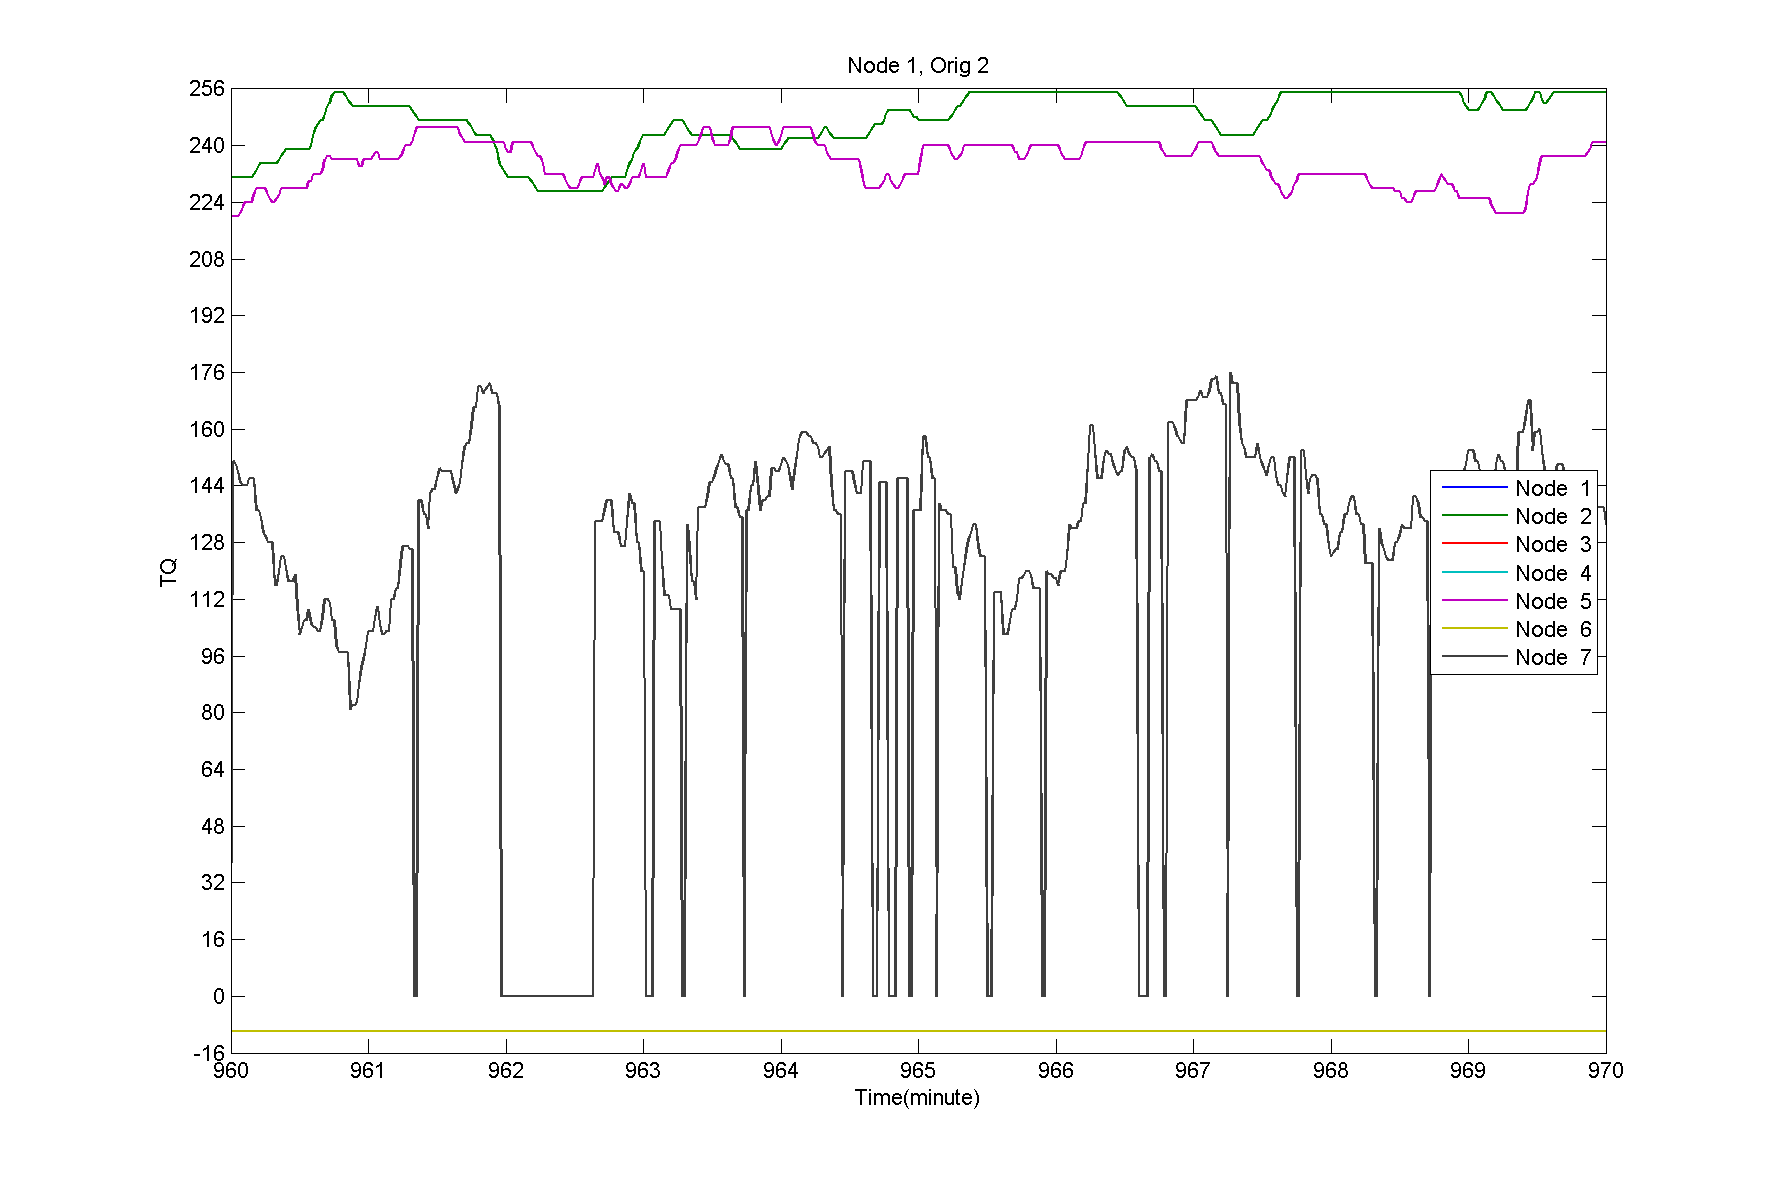 Node 1, Orig 2
256
240
224
208
192
176
160
144
128
112
96
80
64
48
32
16
0
-16
TQ
Node 1
Node 2
Node 3
Node 4
Node 5
Node 6
Node 7
960 961 962 963 964 965 966 967 968 969 970
Time(minute)